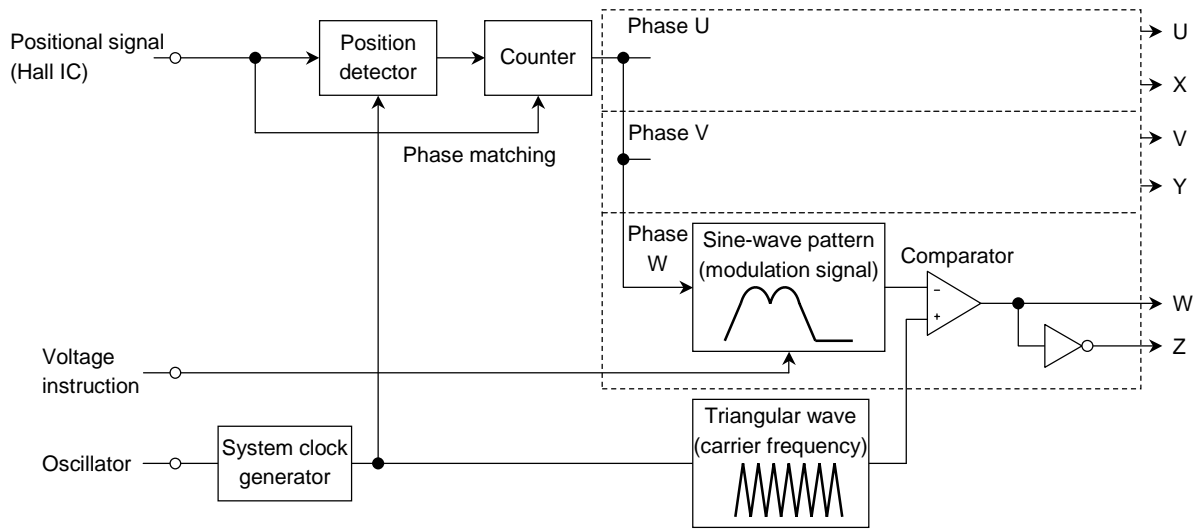 Positional signal
(Hall IC)
Position
detector
Counter
Phase matching
Phase U
U
X
Phase V
V
Y
Phase
W
Sine-wave pattern
(modulation signal)
Comparator
−
+
W
Z
Voltage
instruction
Oscillator
System clock
generator
Triangular wave
(carrier frequency)